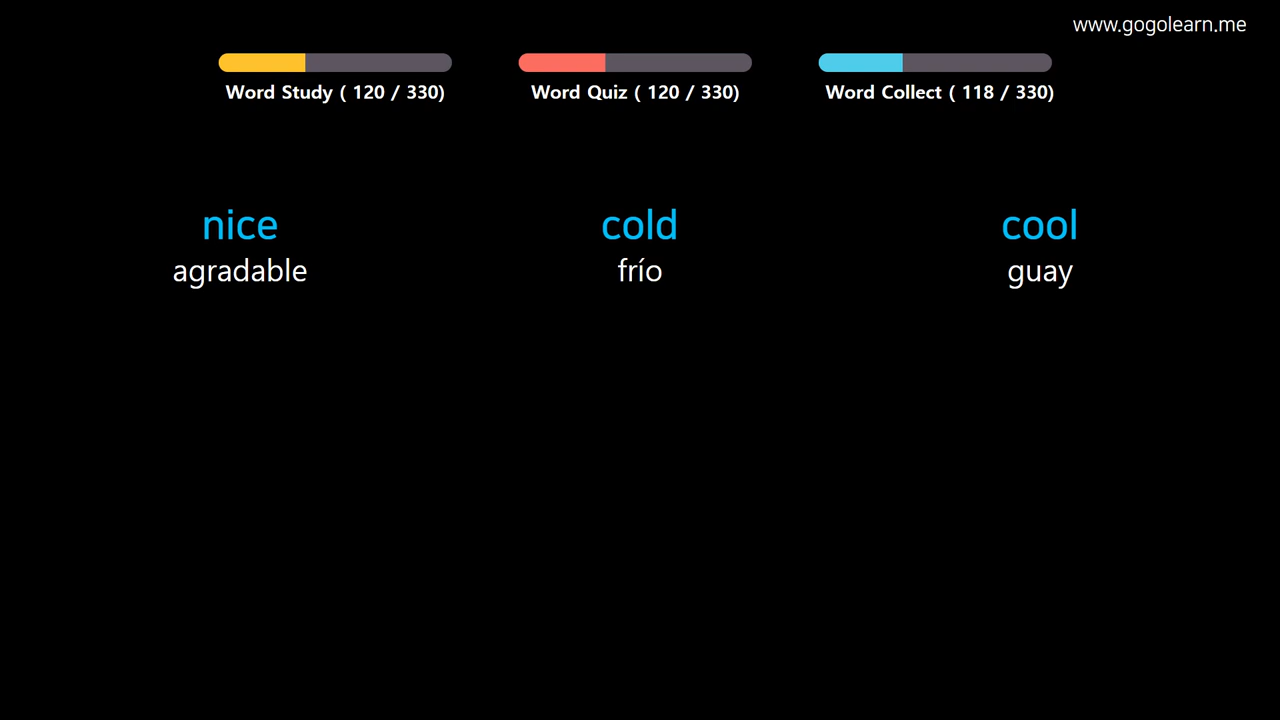 www.gogolearn.me
Word Study ( 120 / 330)
Word Quiz ( 120 / 330)
Word Collect ( 118 / 330)
nice
agradable
cold
frío
cool
guay